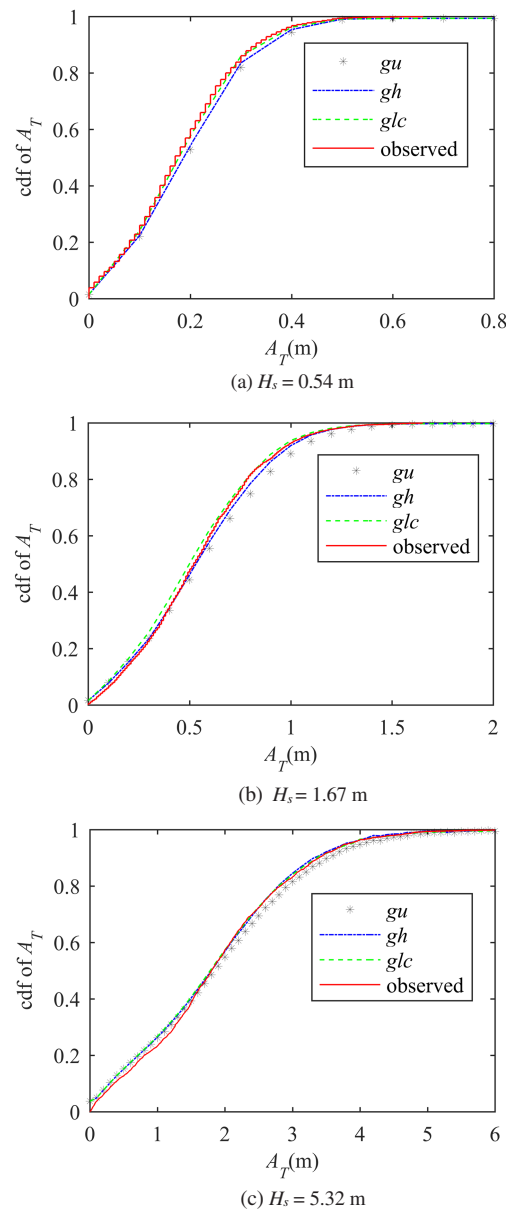 1
0.8
0.6
0.4
0.2
0
cdf of A_T
gu
gh
glc
observed
0 0.2 0.4 0.6 0.8
A_T(m)
(a) H_s = 0.54 m
1
0.8
0.6
0.4
0.2
0
cdf of A_T
gu
gh
glc
observed
0 0.5 1 1.5 2
A_T(m)
(b) H_s = 1.67 m
1
0.8
0.6
0.4
0.2
0
cdf of A_T
gu
gh
glc
observed
0 1 2 3 4 5 6
A_T(m)
(c) H_s = 5.32 m